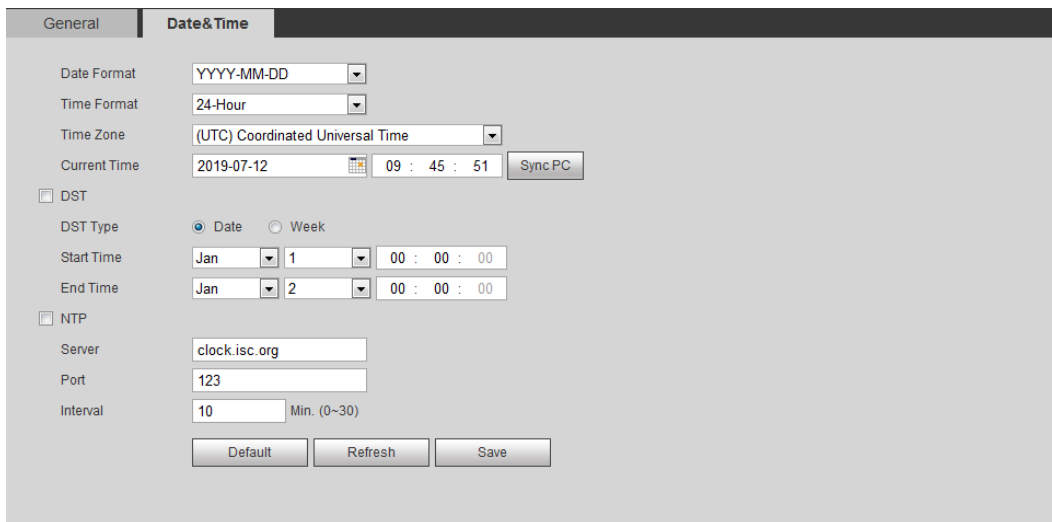 General Date&Time
Date Format YYYY-MM-DD
Time Format 24-Hour
Time Zone (UTC) Coordinated Universal Time
Current Time 2019-07-12 09 : 45 : 51 Sync PC
DST
DST Type Date Week
Start Time Jan 1 00 : 00 : 00
End Time Jan 2 00 : 00 : 00
NTP
Server clock.isc.org
Port 123
Interval 10 Min. (0~30)
Default Refresh Save